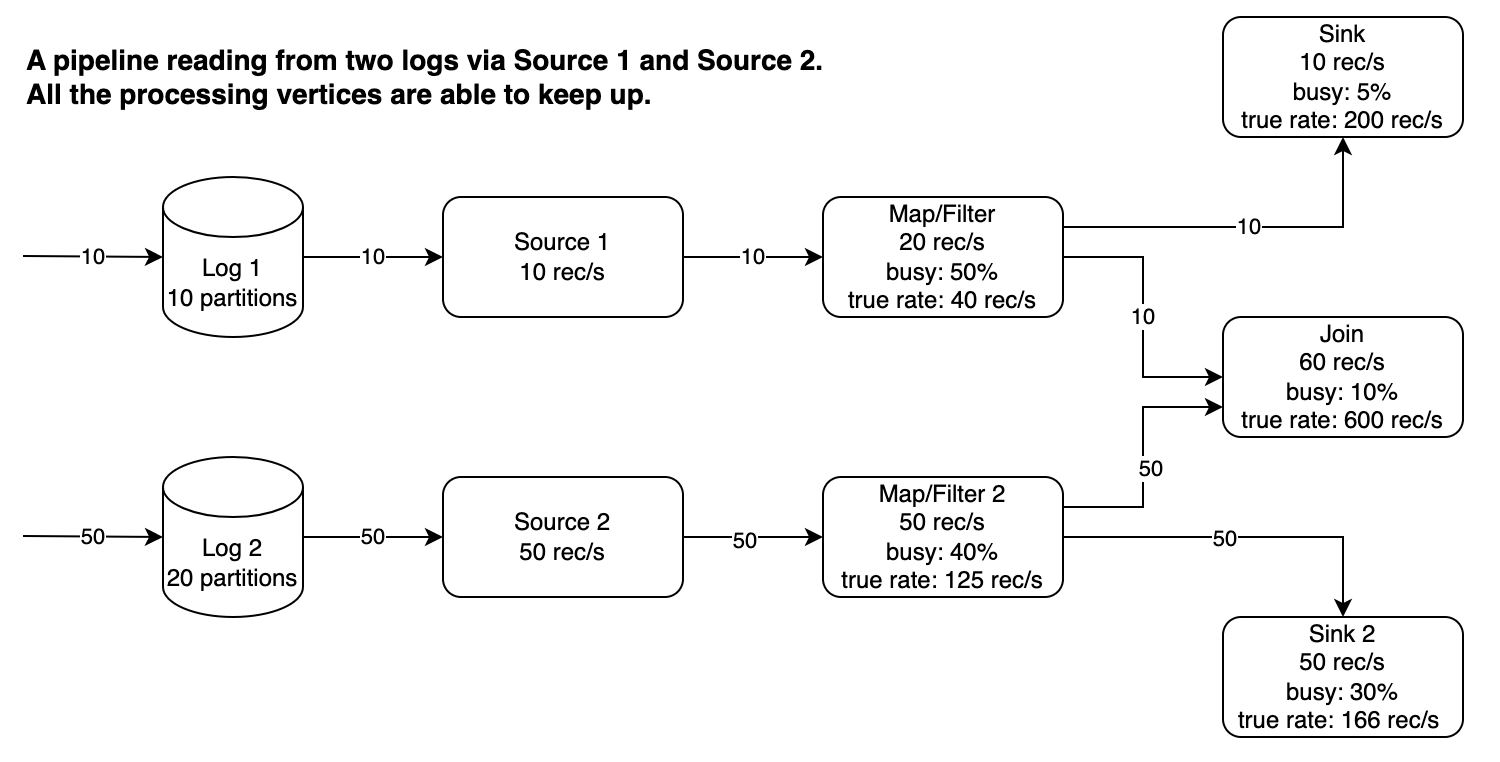 A pipeline reading from two logs via Source 1 and Source 2.
All the processing vertices are able to keep up.
Sink
10 rec/s
busy: 5%
true rate: 200 rec/s
10
Log 1
10 partitions
10
Source 1
10 rec/s
10
Map/Filter
20 rec/s
busy: 50%
true rate: 40 rec/s
10
10
Join
60 rec/s
busy: 10%
true rate: 600 rec/s
50
50
Log 2
20 partitions
50
Source 2
50 rec/s
50
Map/Filter 2
50 rec/s
busy: 40%
true rate: 125 rec/s
50
Sink 2
50 rec/s
busy: 30%
true rate: 166 rec/s